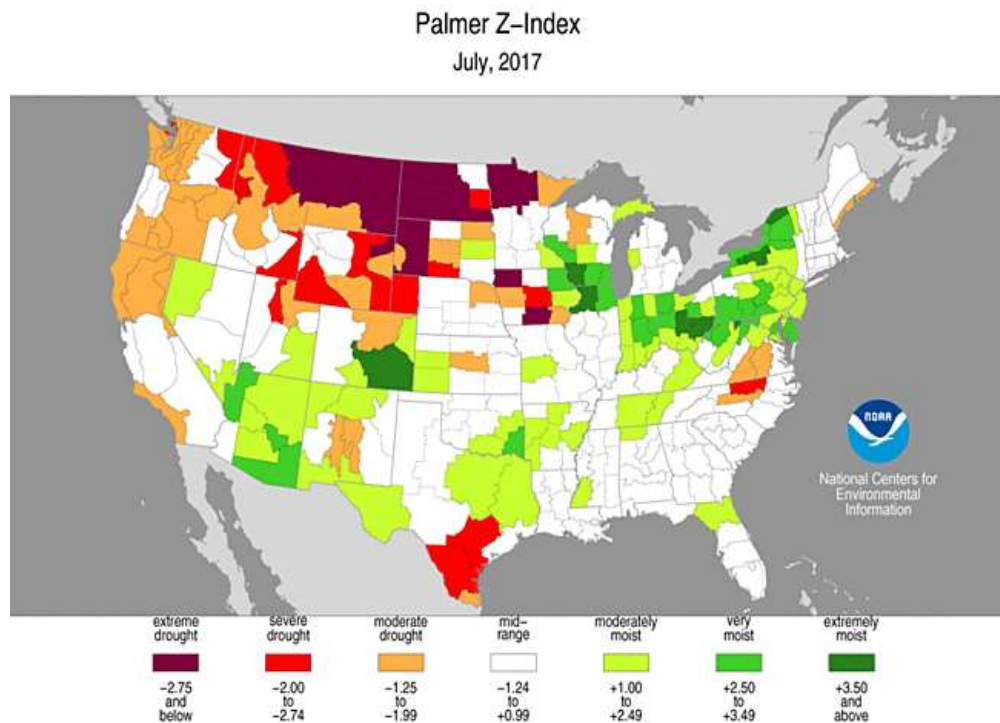 Palmer Z-Index
July, 2017
NOAA
National Centers for
Environmental
Information
extreme drought
severe drought
moderate drought
mid-range
moderately moist
very moist
extremely moist
-2.75 and below
-2.00 to -2.74
-1.25 to -1.99
-1.24 to +0.99
+1.00 to +2.49
+2.50 to +3.49
+3.50 and above